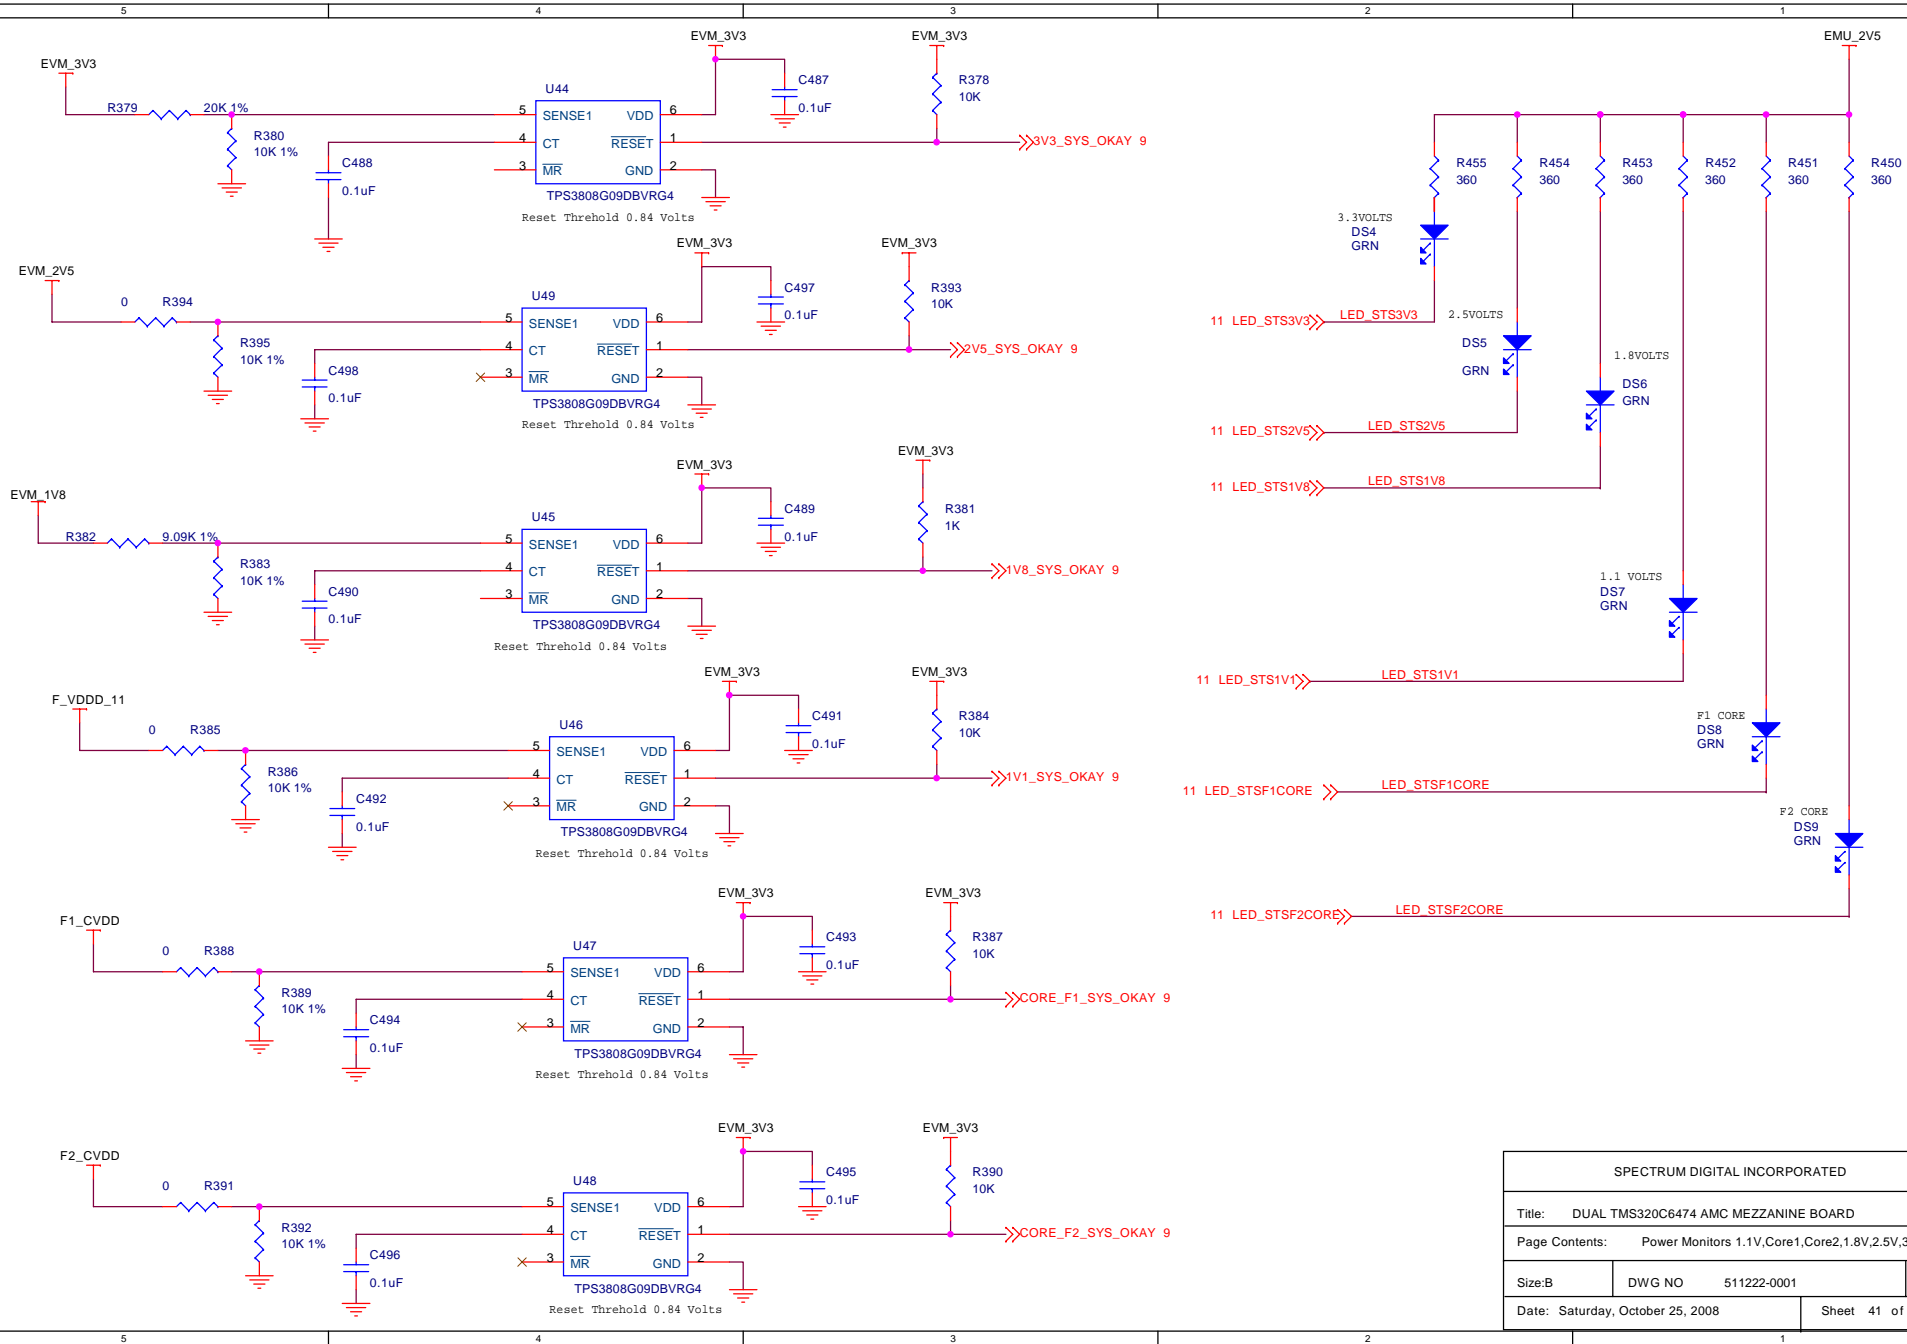 5 4 3 2 1
EVM_3V3
R379 20K 1%
R380
10K 1%
C488
0.1uF
U44
5 SENSE1 VDD 6
4 CT RESET 1
3 MR GND 2
TPS3808G09DBVRG4
Reset Threhold 0.84 Volts
EVM_3V3
C487
0.1uF
EVM_3V3
R378
10K
3V3_SYS_OKAY 9
EVM_2V5
0 R394
R395
10K 1%
C498
0.1uF
U49
5 SENSE1 VDD 6
4 CT RESET 1
3 MR GND 2
TPS3808G09DBVRG4
Reset Threhold 0.84 Volts
EVM_3V3
C497
0.1uF
EVM_3V3
R393
10K
2V5_SYS_OKAY 9
EVM_1V8
R382 9.09K 1%
R383
10K 1%
C490
0.1uF
U45
5 SENSE1 VDD 6
4 CT RESET 1
3 MR GND 2
TPS3808G09DBVRG4
Reset Threhold 0.84 Volts
EVM_3V3
C489
0.1uF
EVM_3V3
R381
1K
1V8_SYS_OKAY 9
F_VDDD_11
0 R385
R386
10K 1%
C492
0.1uF
U46
5 SENSE1 VDD 6
4 CT RESET 1
3 MR GND 2
TPS3808G09DBVRG4
Reset Threhold 0.84 Volts
EVM_3V3
C491
0.1uF
EVM_3V3
R384
10K
1V1_SYS_OKAY 9
F1_CVDD
0 R388
R389
10K 1%
C494
0.1uF
U47
5 SENSE1 VDD 6
4 CT RESET 1
3 MR GND 2
TPS3808G09DBVRG4
Reset Threhold 0.84 Volts
EVM_3V3
C493
0.1uF
EVM_3V3
R387
10K
CORE_F1_SYS_OKAY 9
F2_CVDD
0 R391
R392
10K 1%
C496
0.1uF
U48
5 SENSE1 VDD 6
4 CT RESET 1
3 MR GND 2
TPS3808G09DBVRG4
Reset Threhold 0.84 Volts
EVM_3V3
C495
0.1uF
EVM_3V3
R390
10K
CORE_F2_SYS_OKAY 9
EMU_2V5
R455 R454 R453 R452 R451 R450
360 360 360 360 360 360
3.3VOLTS
DS4
GRN
11 LED_STS3V3 LED_STS3V3
2.5VOLTS
DS5
GRN
11 LED_STS2V5 LED_STS2V5
1.8VOLTS
DS6
GRN
11 LED_STS1V8 LED_STS1V8
1.1 VOLTS
DS7
GRN
11 LED_STS1V1 LED_STS1V1
F1 CORE
DS8
GRN
11 LED_STSF1CORE LED_STSF1CORE
F2 CORE
DS9
GRN
11 LED_STSF2CORE LED_STSF2CORE
SPECTRUM DIGITAL INCORPORATED
Title: DUAL TMS320C6474 AMC MEZZANINE BOARD
Page Contents: Power Monitors 1.1V,Core1,Core2,1.8V,2.5V,3
Size:B DWG NO 511222-0001
Date: Saturday, October 25, 2008 Sheet 41 of
5 4 3 2 1